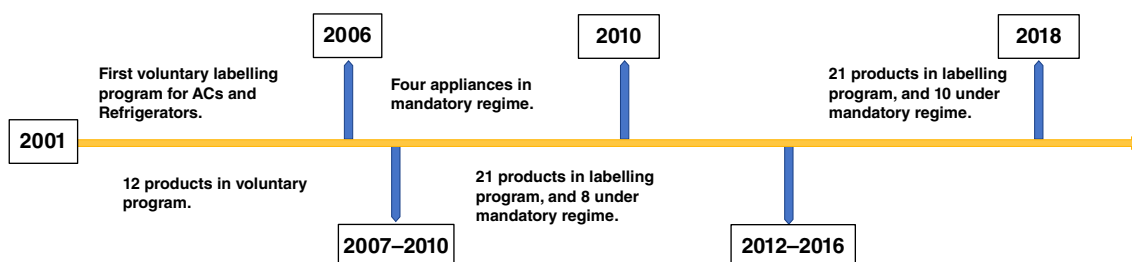 2001
First voluntary labelling
program for ACs and
Refrigerators.
2006
12 products in voluntary
program.
2007–2010
Four appliances in
mandatory regime.
2010
21 products in labelling
program, and 8 under
mandatory regime.
2012–2016
21 products in labelling
program, and 10 under
mandatory regime.
2018